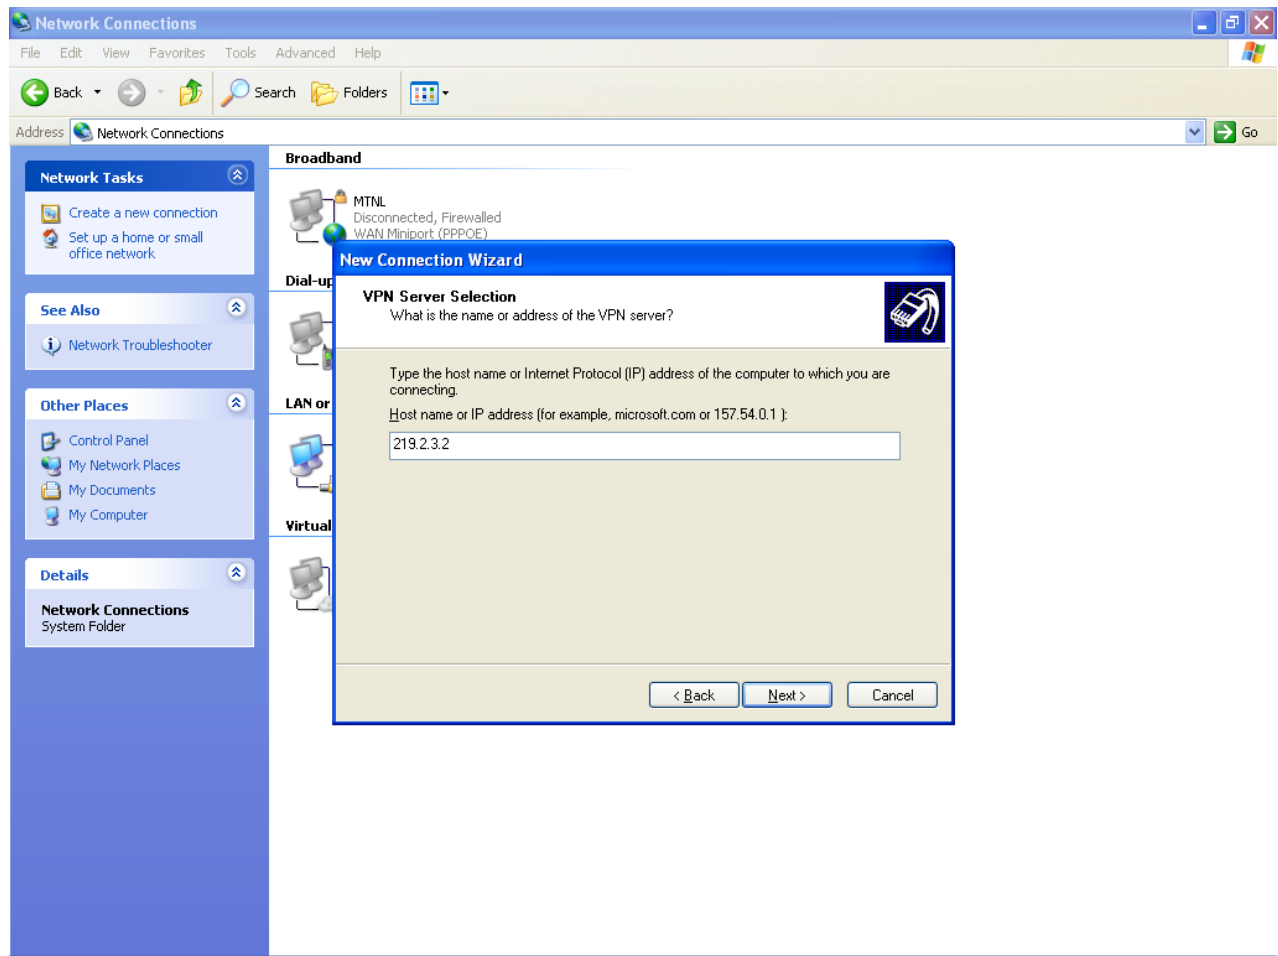 Network Connections
File Edit View Favorites Tools Advanced Help
Back Search Folders
Address Network Connections Go
Network Tasks
Create a new connection
Set up a home or small
office network
See Also
Network Troubleshooter
Other Places
Control Panel
My Network Places
My Documents
My Computer
Details
Network Connections
System Folder
Broadband
MTNL
Disconnected, Firewalled
WAN Miniport (PPPOE)
Dial-up
LAN or
Virtual
New Connection Wizard
VPN Server Selection
What is the name or address of the VPN server?
Type the host name or Internet Protocol (IP) address of the computer to which you are
connecting.
Host name or IP address (for example, microsoft.com or 157.54.0.1 ):
219.2.3.2
< Back Next > Cancel